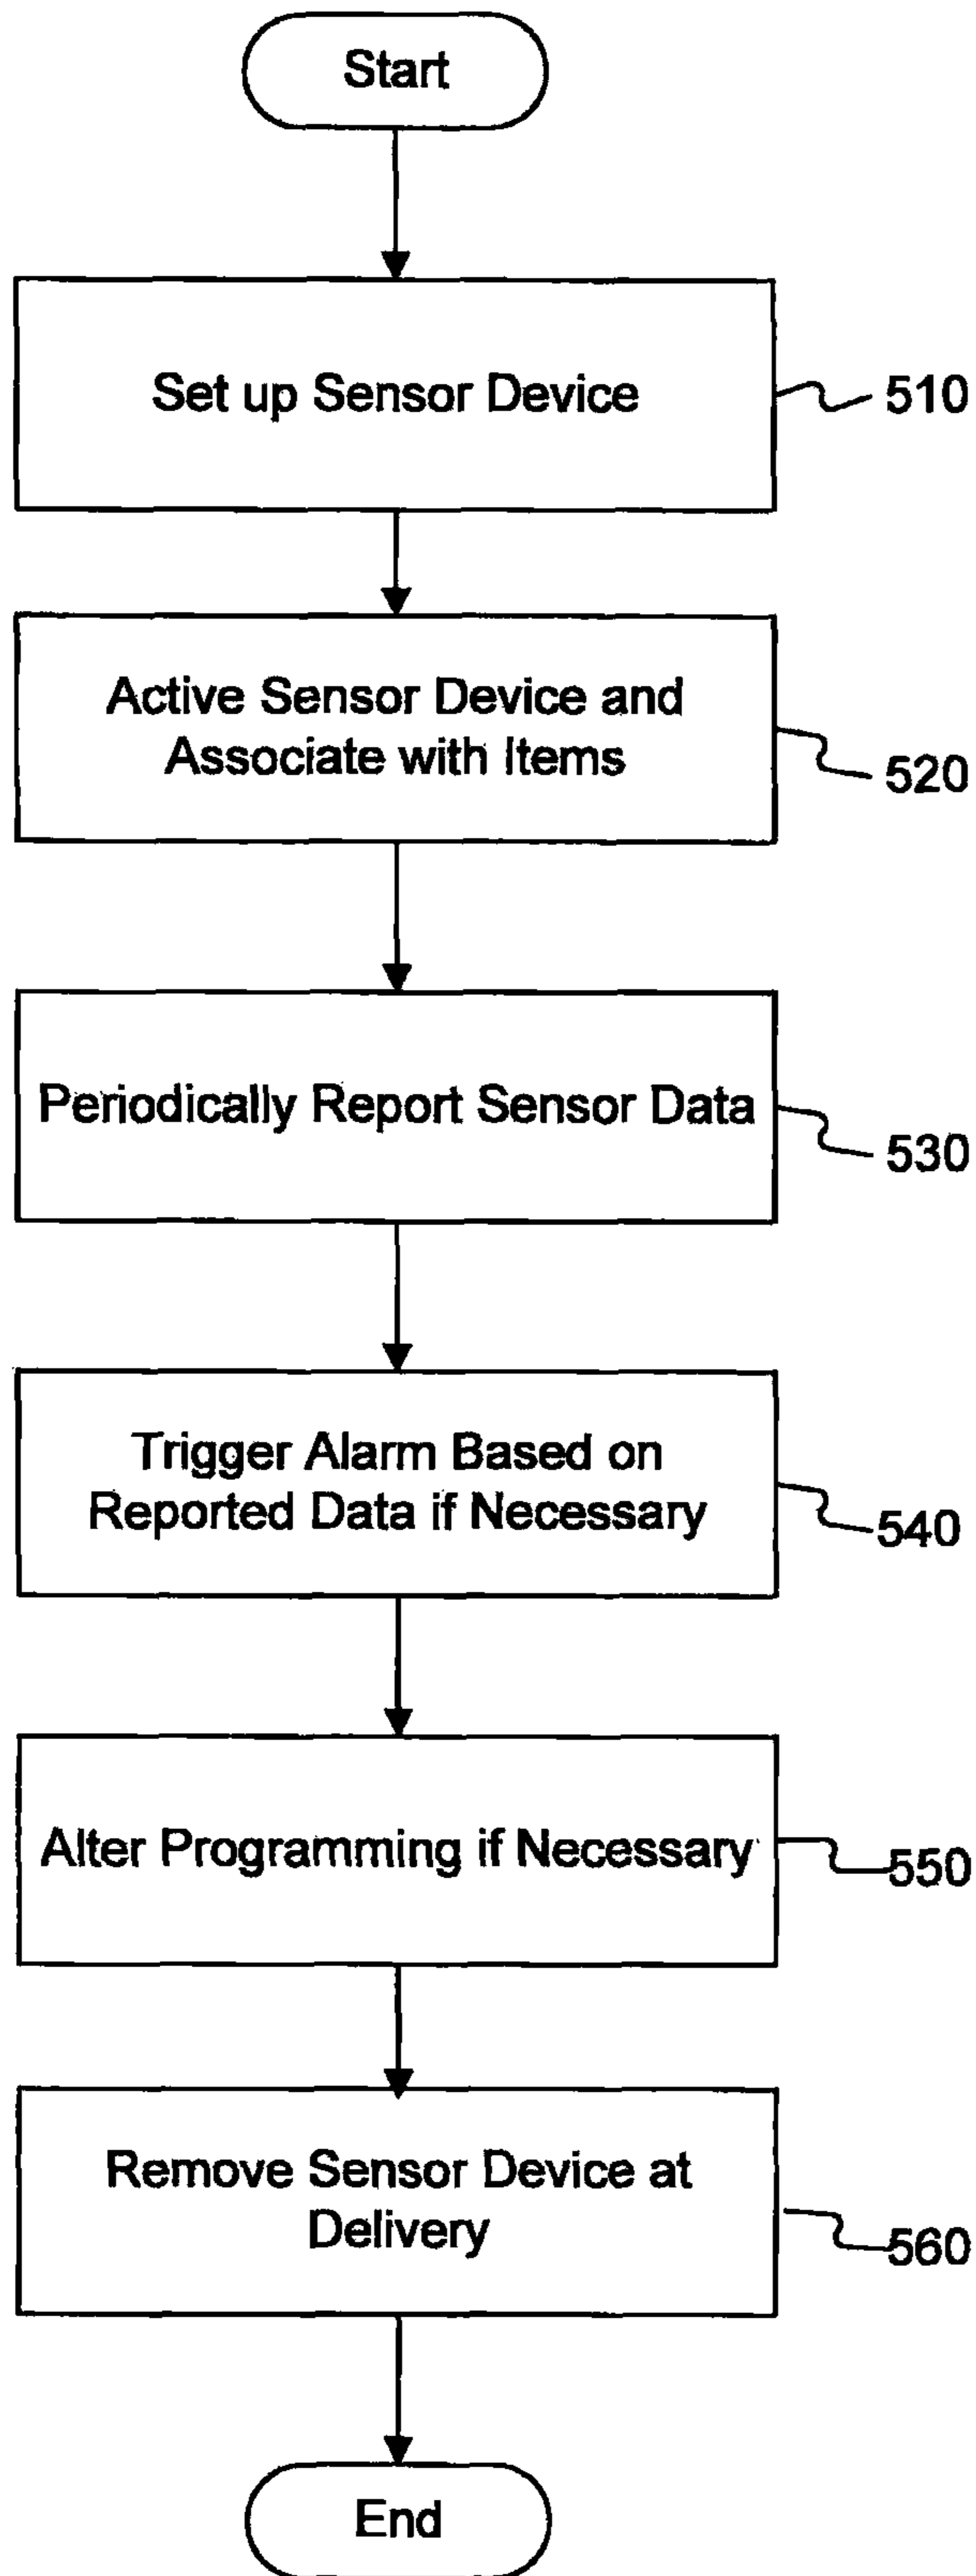 Start
Set up Sensor Device
510
Active Sensor Device and
Associate with Items
520
Periodically Report Sensor Data
530
Trigger Alarm Based on
Reported Data if Necessary
540
Alter Programming if Necessary
550
Remove Sensor Device at
Delivery
560
End